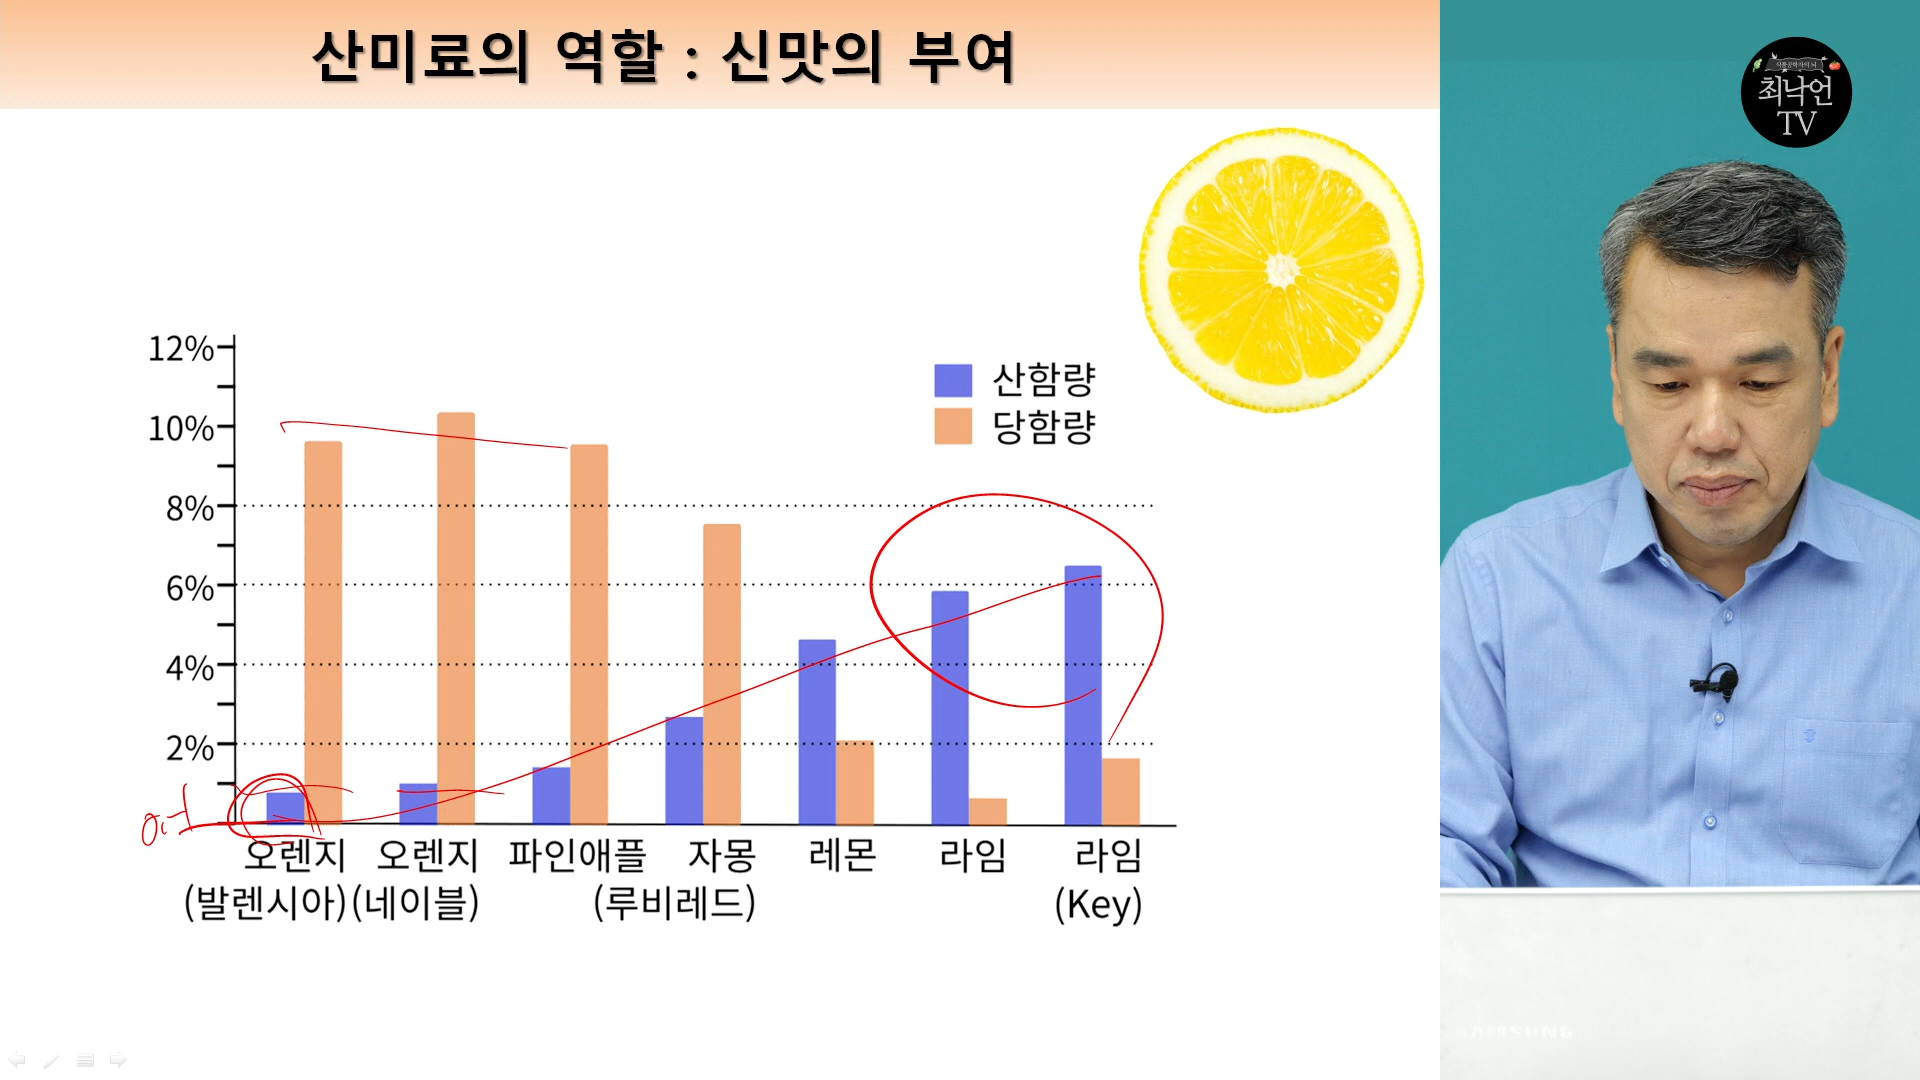 산미료의 역할 : 신맛의 부여
최낙언
TV
12%
10%
8%
6%
4%
2%
산함량
당함량
오렌지 오렌지 파인애플 자몽 레몬 라임 라임
(발렌시아) (네이블) (루비레드) (Key)
SAMSUNG